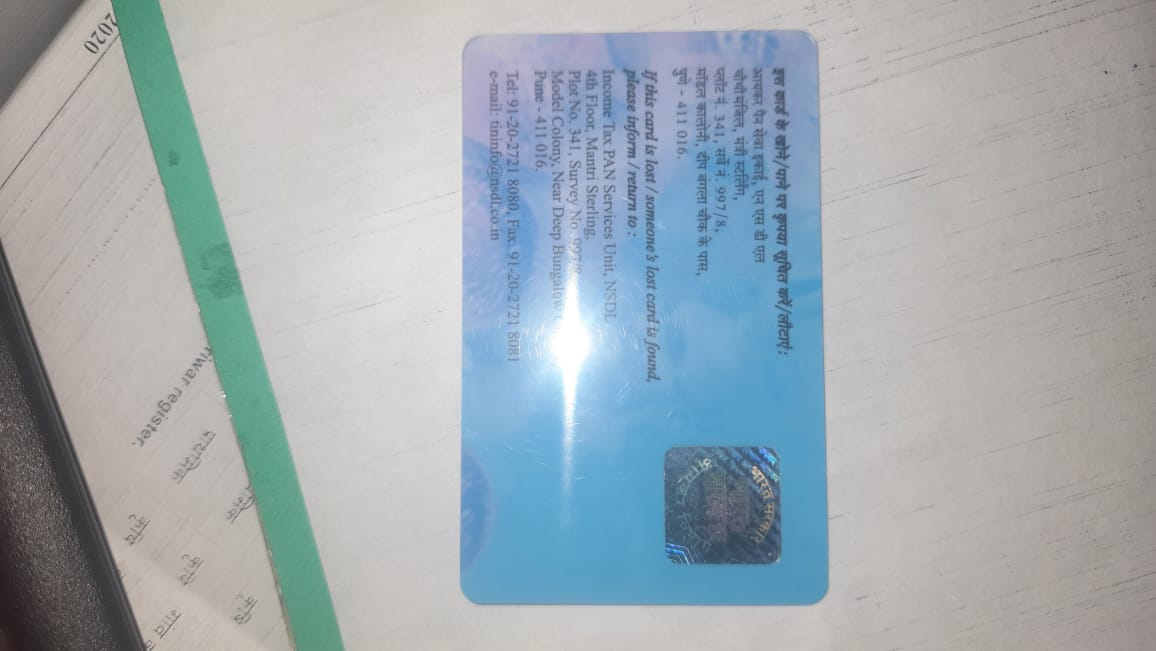 इस कार्ड के खोने/पाने पर कृपया सूचित करें/लौटाएं :
आयकर पैन सेवा इकाई, एन एस डी एल
चौथी मंजिल, मंत्री स्टर्लिंग,
प्लॉट नं. 341, सर्वे नं. 997/8,
मॉडल कालोनी, दीप बंगला चौक के पास,
पुणे - 411 016.
If this card is lost / someone's lost card is found,
please inform / return to :
Income Tax PAN Services Unit, NSDL
4th Floor, Mantri Sterling,
Plot No. 341, Survey No. 997/8,
Model Colony, Near Deep Bungalow
Pune - 411 016.
Tel: 91-20-2721 8080, Fax: 91-20-2721 8081
e-mail: tininfo@nsdl.co.in
भारत सरकार
2020
register.